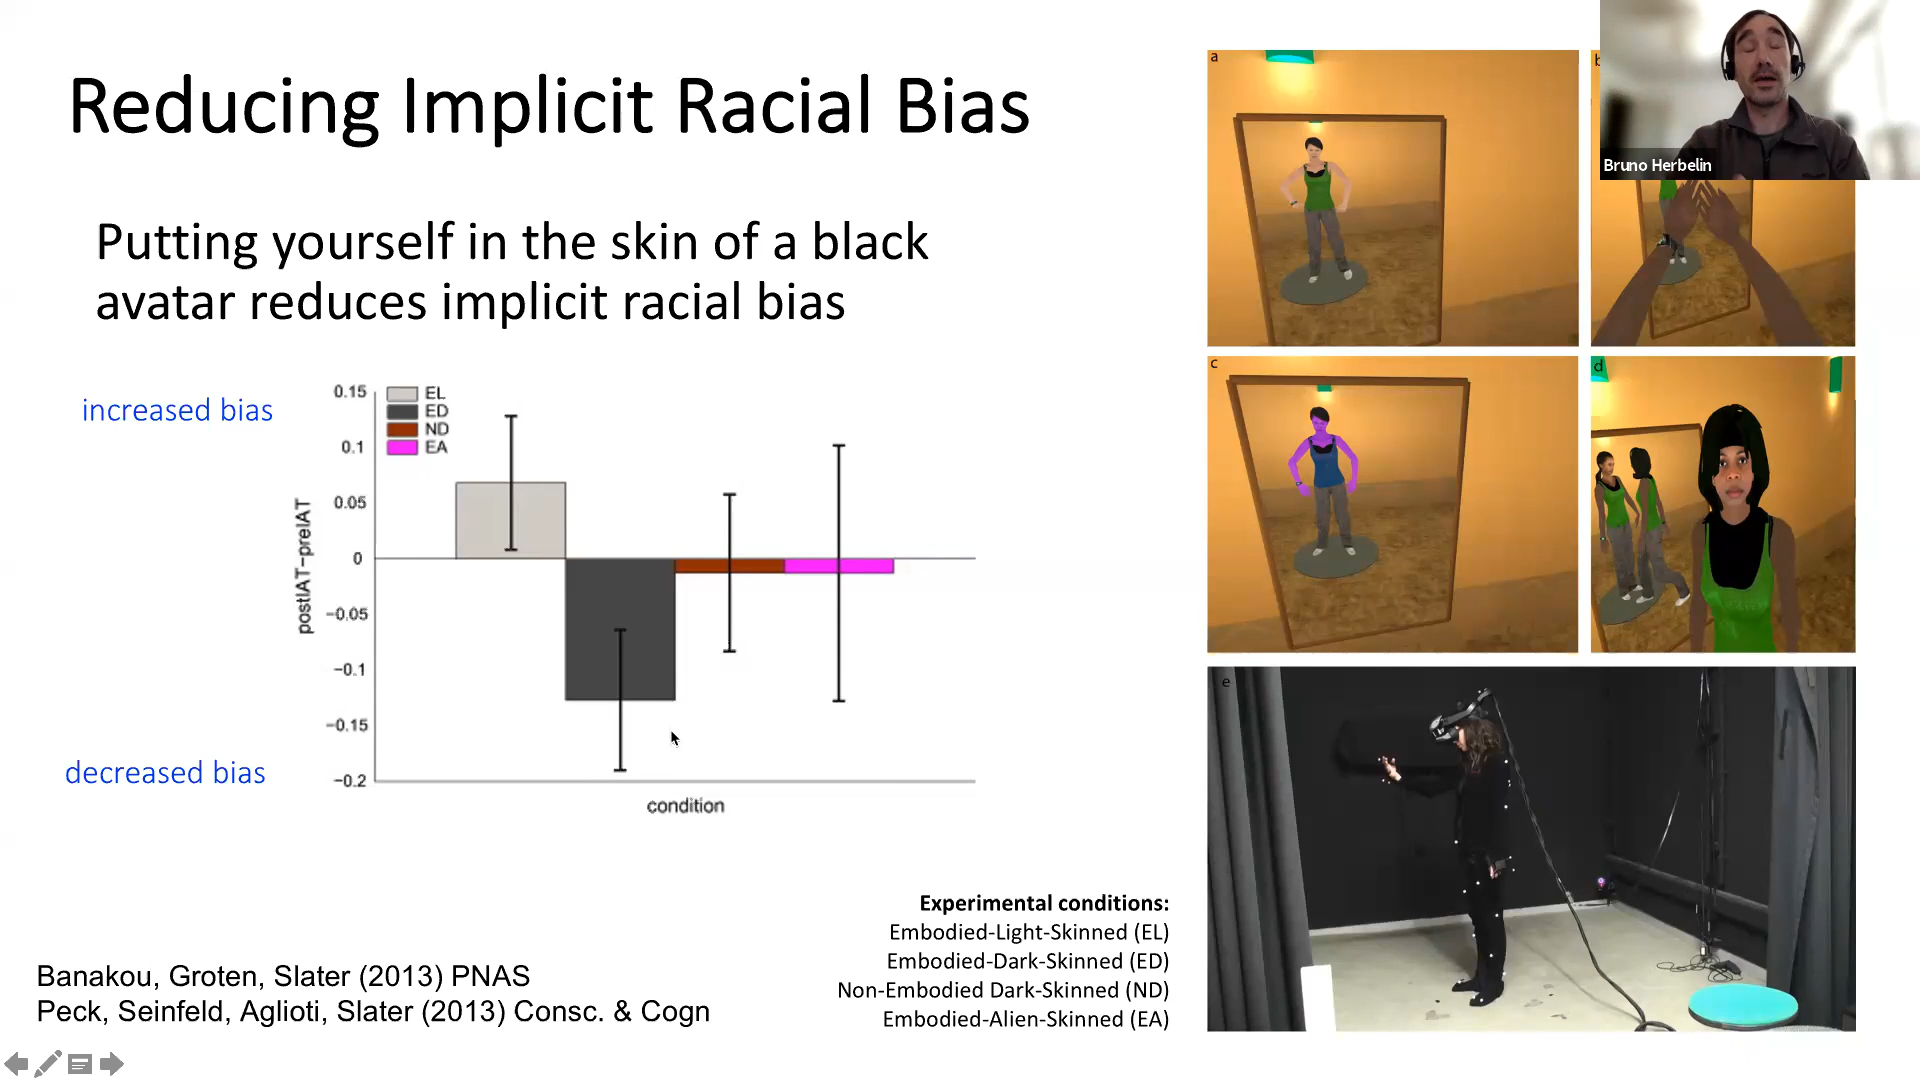 Reducing Implicit Racial Bias
Putting yourself in the skin of a black
avatar reduces implicit racial bias
increased bias
decreased bias
0.15
0.1
0.05
0
−0.05
−0.1
−0.15
−0.2
postIAT−preIAT
EL
ED
ND
EA
condition
Experimental conditions:
Embodied-Light-Skinned (EL)
Embodied-Dark-Skinned (ED)
Non-Embodied Dark-Skinned (ND)
Embodied-Alien-Skinned (EA)
Banakou, Groten, Slater (2013) PNAS
Peck, Seinfeld, Aglioti, Slater (2013) Consc. & Cogn
a
b
c
d
e
Bruno Herbelin